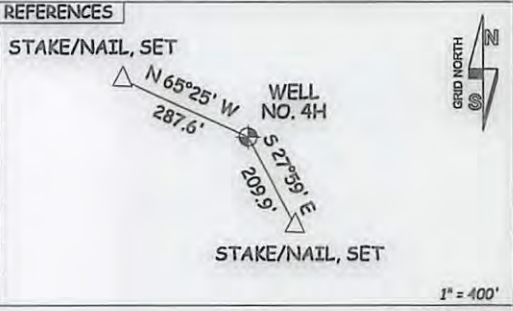 REFERENCES
STAKE/NAIL, SET
N 65°25' W
287.6'
WELL
NO. 4H
S 27°59' E
209.9'
STAKE/NAIL, SET
GRID NORTH
N
S
1" = 400'